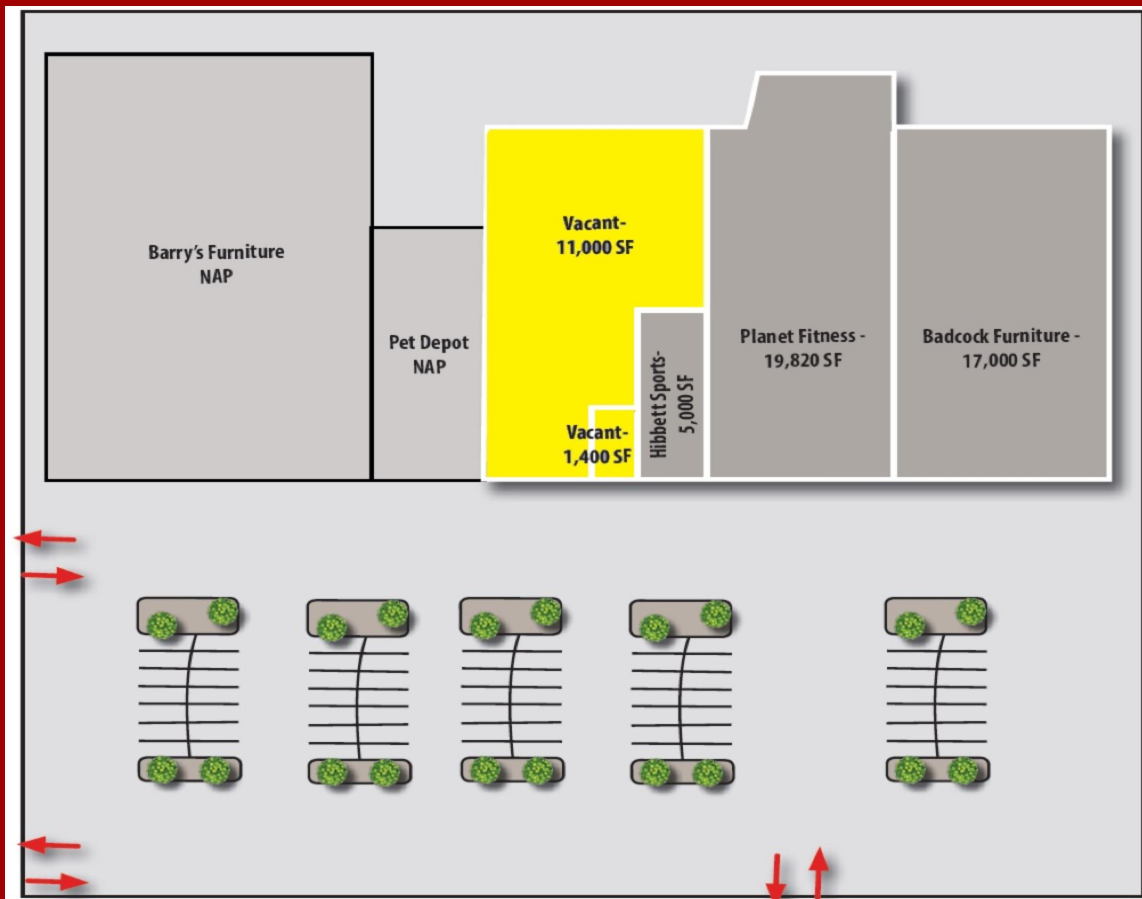 Barry's Furniture
NAP
Pet Depot
NAP
Vacant-
11,000 SF
Vacant-
1,400 SF
Hibbett Sports-
5,000 SF
Planet Fitness -
19,820 SF
Badcock Furniture -
17,000 SF